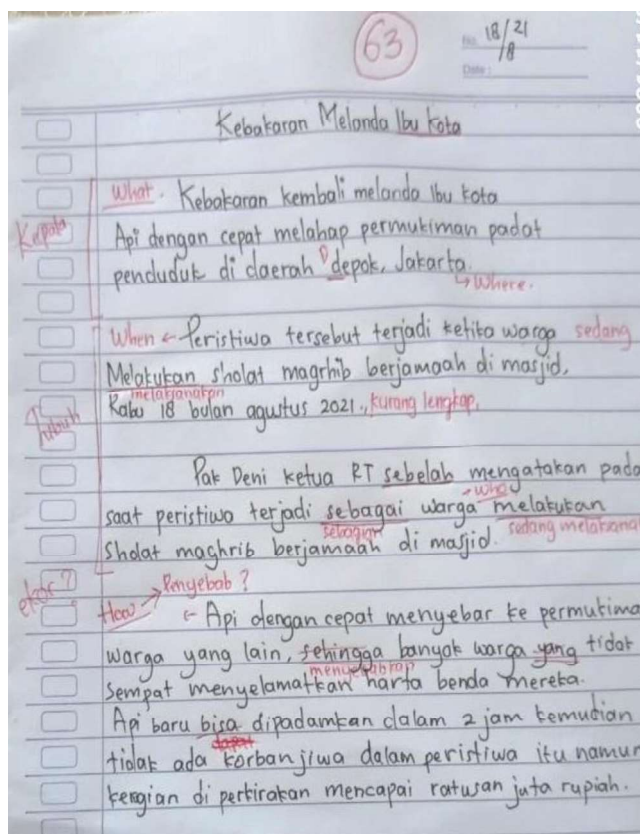 63
No. 18/21
/8
Date :
Kebakaran Melanda Ibu Kota
What. Kebakaran kembali melanda Ibu kota
Kepala
Api dengan cepat melahap permukiman padat
penduduk di daerah depok, Jakarta.
D
↳ Where.
When ← Peristiwa tersebut terjadi ketika warga sedang
Melakukan sholat magrhib berjamaah di masjid,
melaksanakan
Rabu 18 bulan agustus 2021., kurang lengkap.
Tubuh
Pak Deni ketua RT sebelah mengatakan pada
→ who
saat peristiwa terjadi sebagai warga melakukan
sebagian
sedang melaksana
Sholat maghrib berjamaah di masjid.
ekor?
Penyebab ?
How ← Api dengan cepat menyebar ke permukima
warga yang lain, sehingga banyak warga yang tidak
Sempat menyelamatkan harta benda mereka.
Api baru bisa dipadamkan dalam 2 jam kemudian
dapat
tidak ada korban jiwa dalam peristiwa itu namun
kerugian di perkirakan mencapai ratusan juta rupiah.